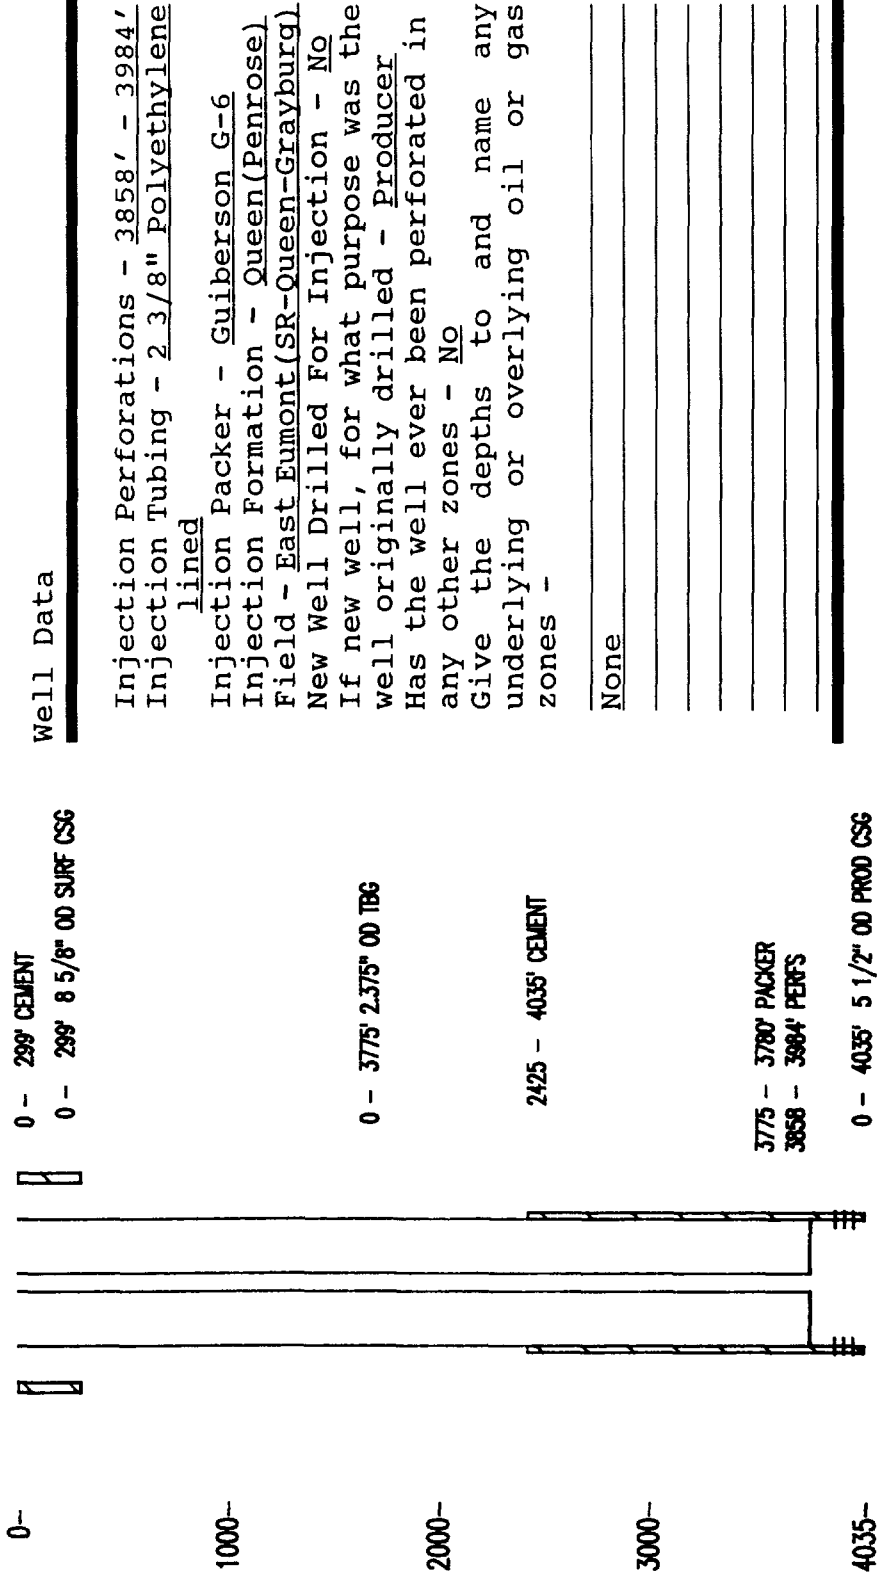 0-
1000-
2000-
3000-
4035-
0 - 299' CEMENT
0 - 299' 8 5/8" OD SURF CSG
0 - 3775' 2.375" OD TBG
2425 - 4035' CEMENT
3775 - 3780' PACKER
3858 - 3984' PERFS
0 - 4035' 5 1/2" OD PROD CSG
Well Data
Injection Perforations - 3858' - 3984'
Injection Tubing - 2 3/8" Polyethylene
lined
Injection Packer - Guiberson G-6
Injection Formation - Queen(Penrose)
Field - East Eumont(SR-Queen-Grayburg)
New Well Drilled For Injection - No
If new well, for what purpose was the
well originally drilled - Producer
Has the well ever been perforated in
any other zones - No
Give the depths to and name any
underlying or overlying oil or gas
zones -
None